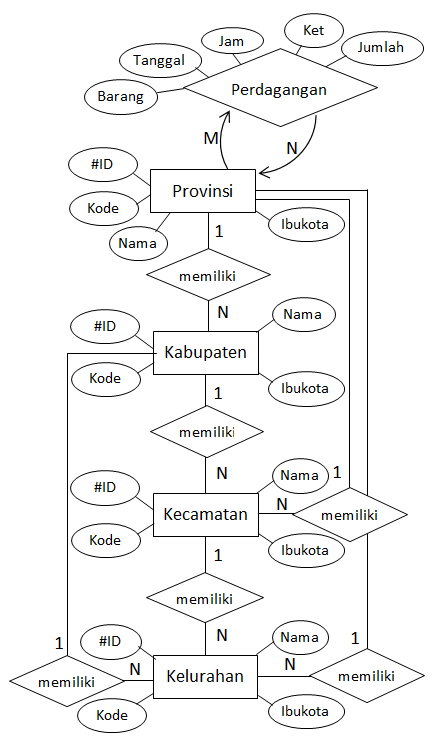 Ket
Jam
Jumlah
Tanggal
Perdagangan
Barang
M
N
#ID
Provinsi
Kode
Nama
Ibukota
1
memiliki
N
Nama
#ID
Kabupaten
Kode
Ibukota
1
memiliki
N
Nama
1
#ID
Kecamatan
N
memiliki
Kode
Ibukota
1
memiliki
N
#ID
Nama
1
1
N
Kelurahan
N
memiliki
memiliki
Kode
Ibukota